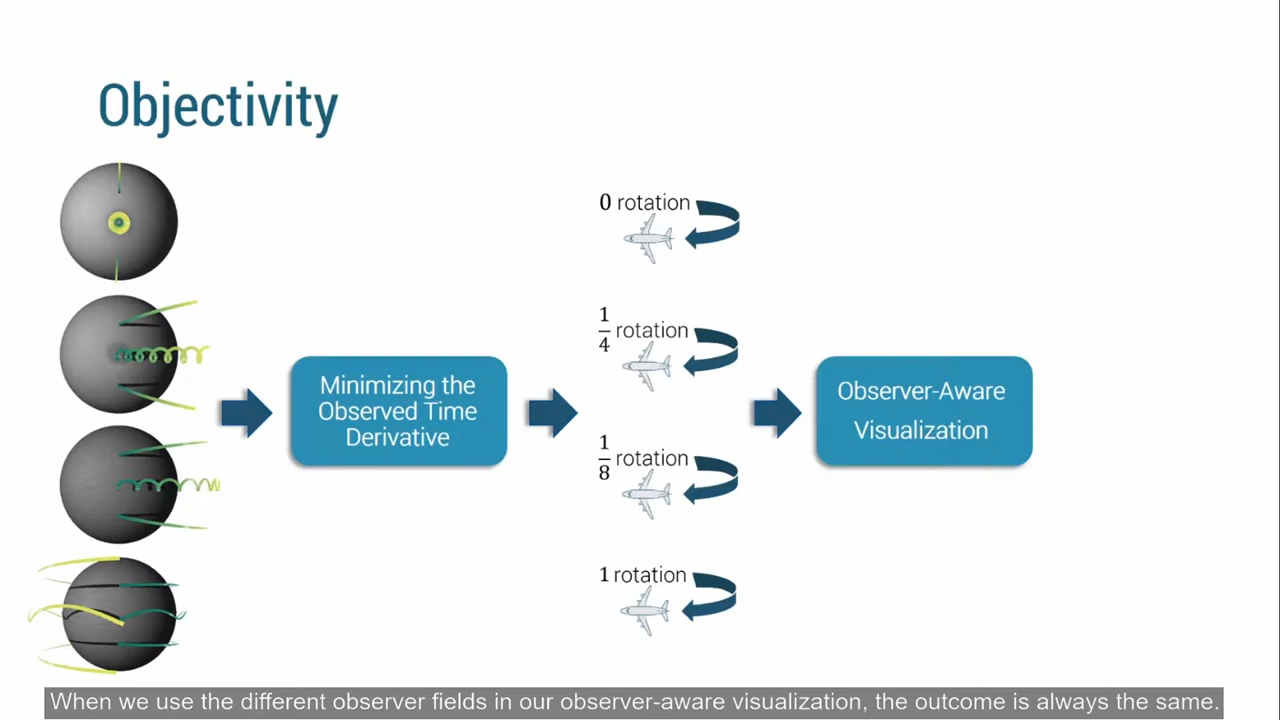 Objectivity
0 rotation
1/4 rotation
1/8 rotation
1 rotation
Minimizing the
Observed Time
Derivative
Observer-Aware
Visualization
When we use the different observer fields in our observer-aware visualization, the outcome is always the same.